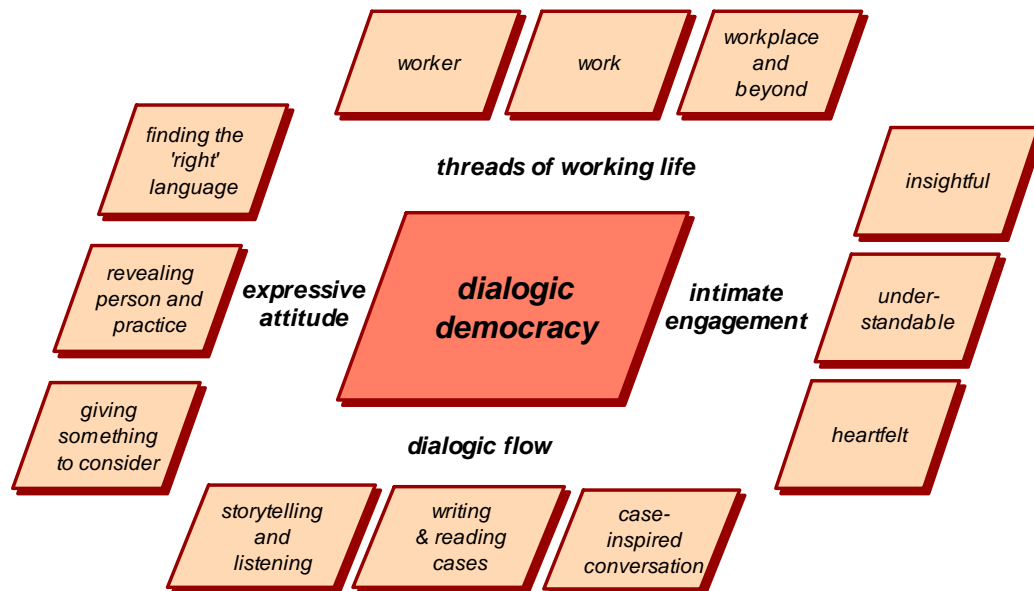 worker
work
workplace
and
beyond
threads of working life
finding the
'right'
language
revealing
person and
practice
giving
something
to consider
expressive
attitude
dialogic
democracy
intimate
engagement
insightful
under-
standable
heartfelt
dialogic flow
storytelling
and
listening
writing
& reading
cases
case-
inspired
conversation